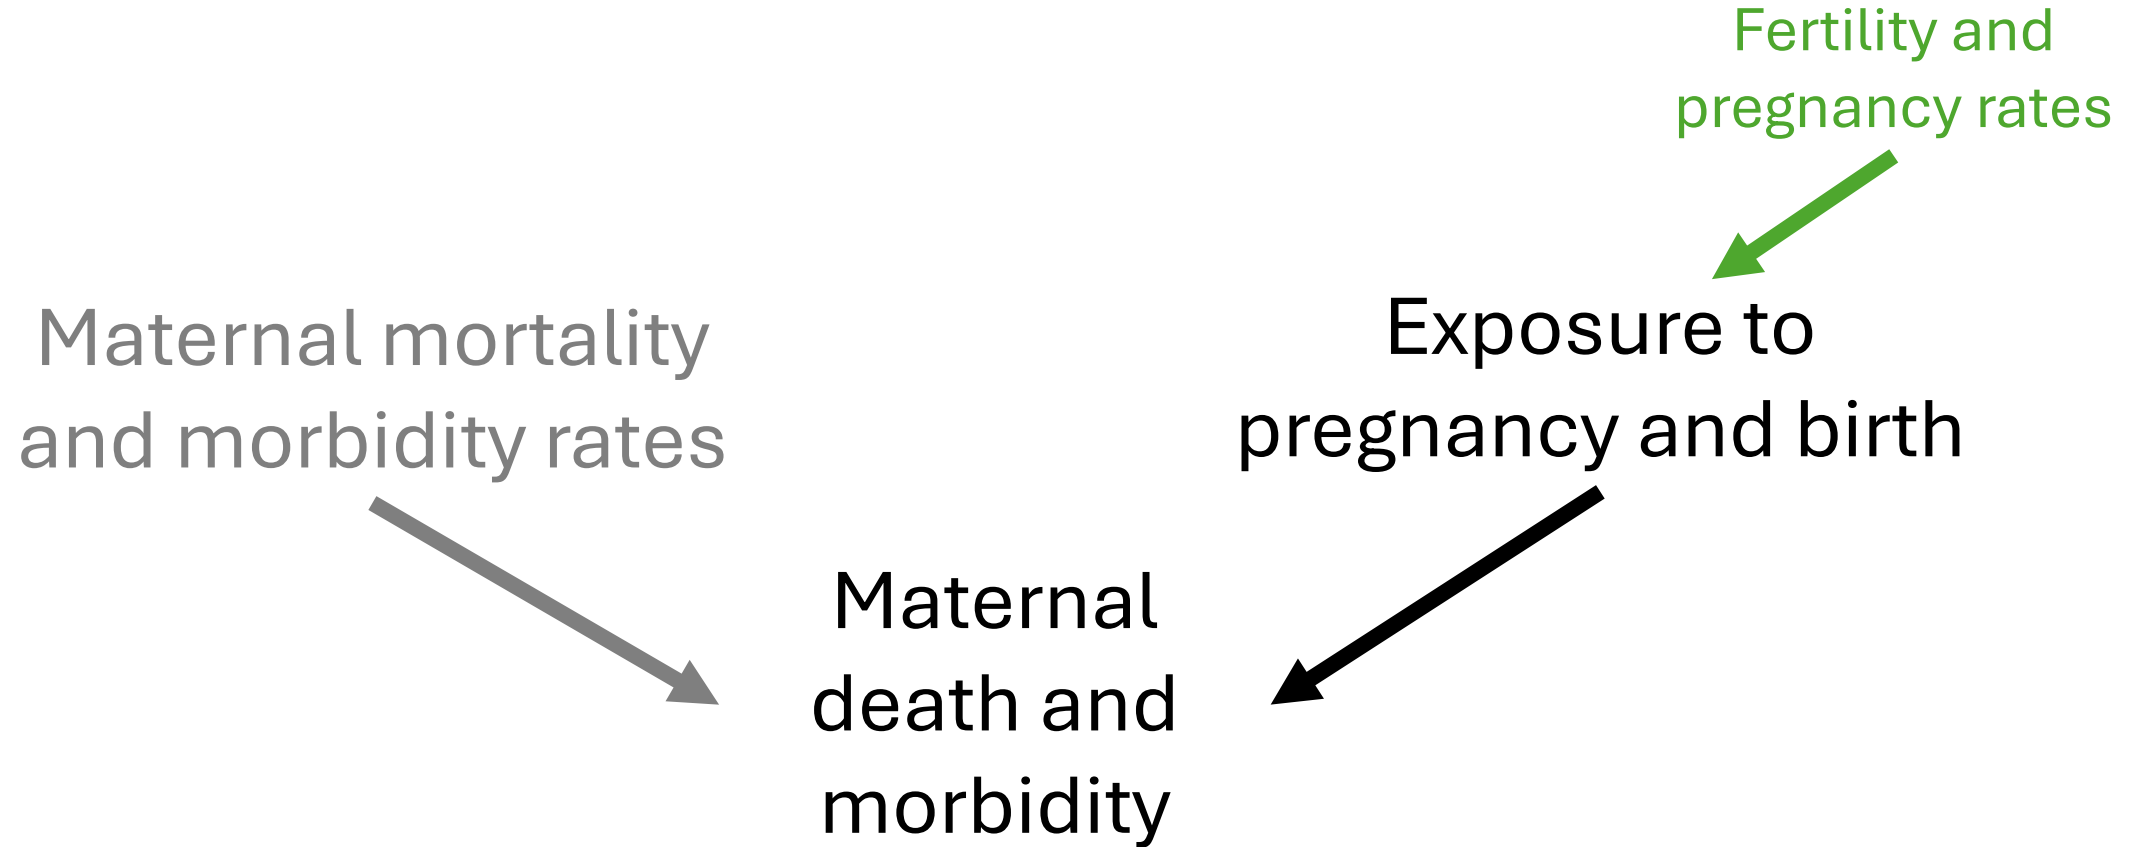 Fertility and
pregnancy rates
Maternal mortality
and morbidity rates
Exposure to
pregnancy and birth
Maternal
death and
morbidity